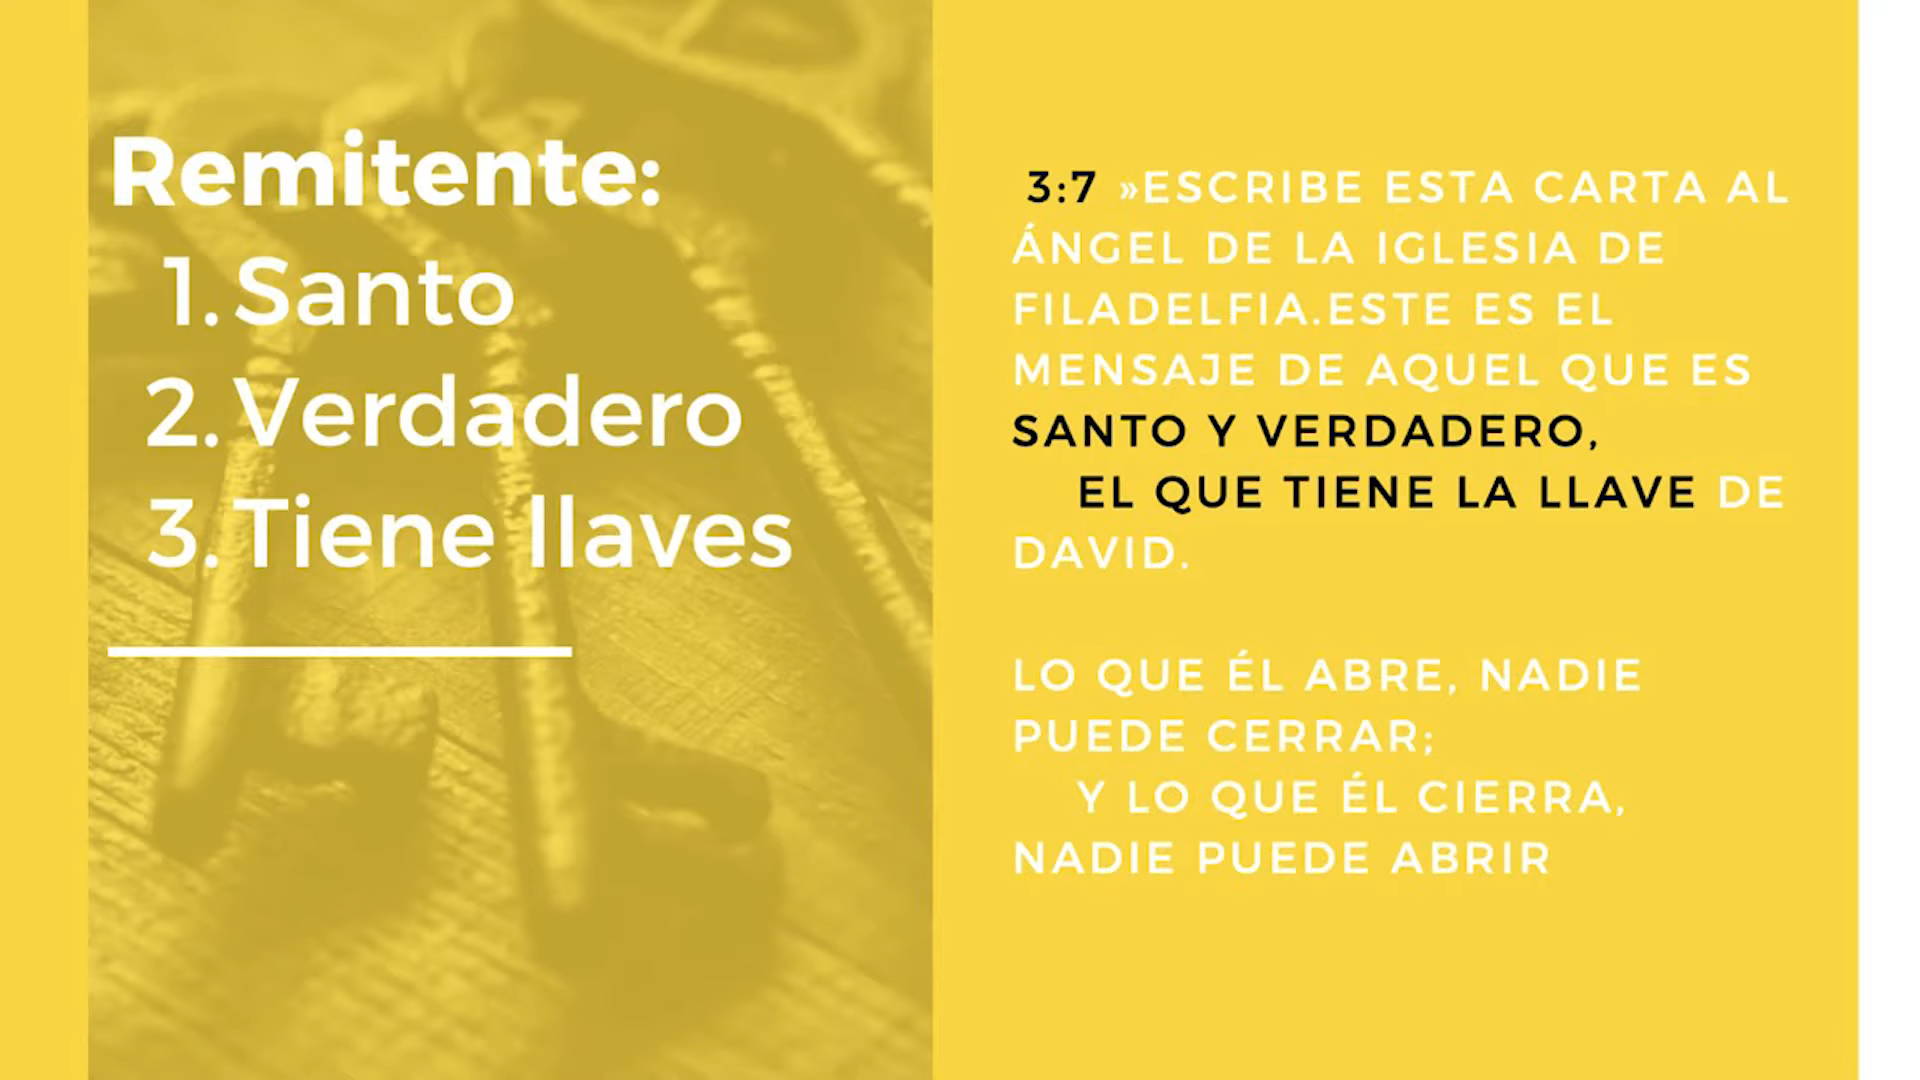 Remitente:
1. Santo
2. Verdadero
3. Tiene llaves
3:7 »ESCRIBE ESTA CARTA AL
ÁNGEL DE LA IGLESIA DE
FILADELFIA.ESTE ES EL
MENSAJE DE AQUEL QUE ES
SANTO Y VERDADERO,
EL QUE TIENE LA LLAVE DE
DAVID.
LO QUE ÉL ABRE, NADIE
PUEDE CERRAR;
Y LO QUE ÉL CIERRA,
NADIE PUEDE ABRIR